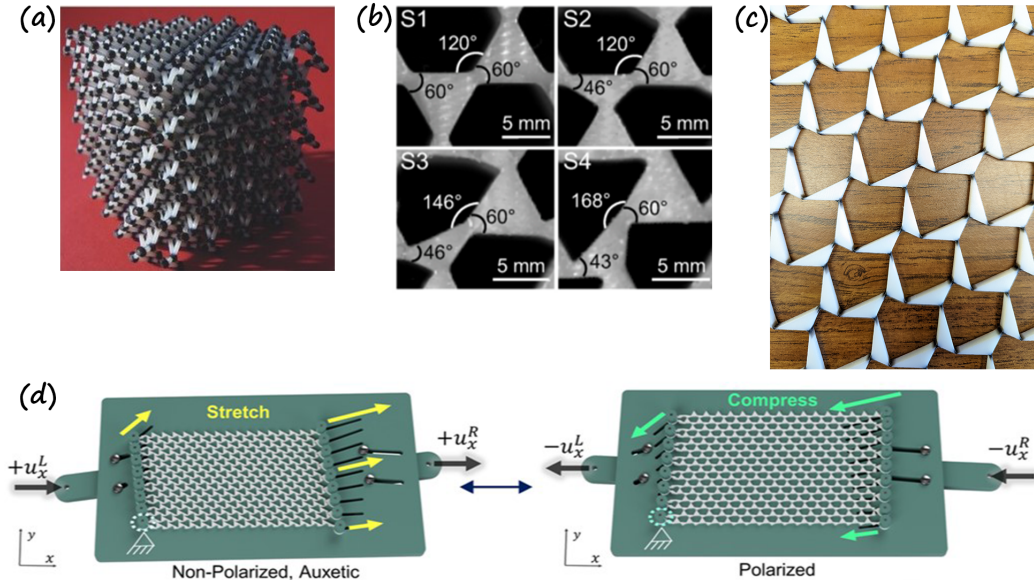 (a)
(b)
S1
120°
60°
60°
5 mm
S2
120°
60°
46°
5 mm
S3
146°
60°
46°
5 mm
S4
168°
60°
43°
5 mm
(c)
(d)
Stretch
+u_x^L
+u_x^R
y
x
Non-Polarized, Auxetic
Compress
−u_x^L
−u_x^R
y
x
Polarized